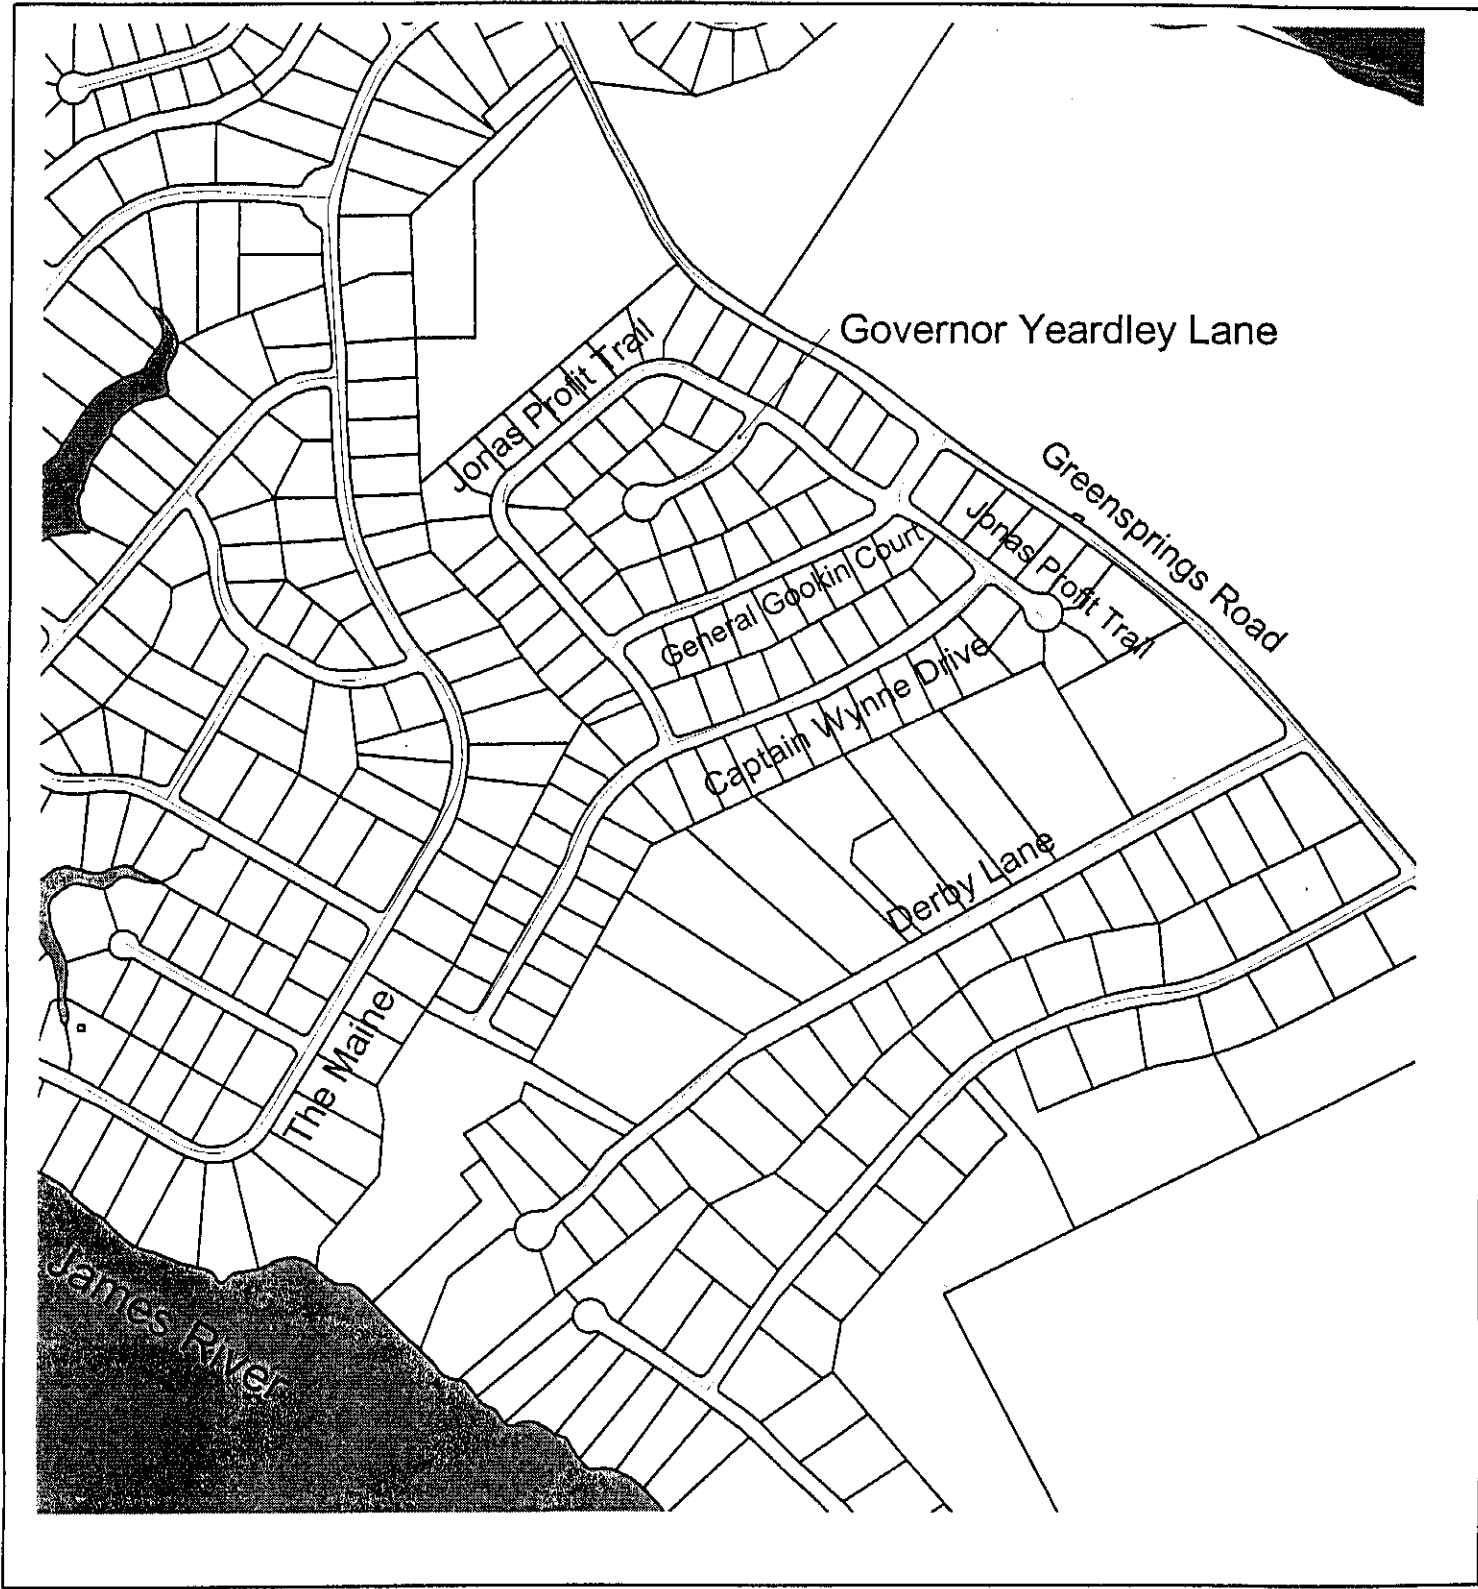 Governor Yeardley Lane
Jonas Profit Trail
Greensprings Road
Jonas Profit Trail
General Gookin Court
Captain Wynne Drive
Derby Lane
The Maine
James River